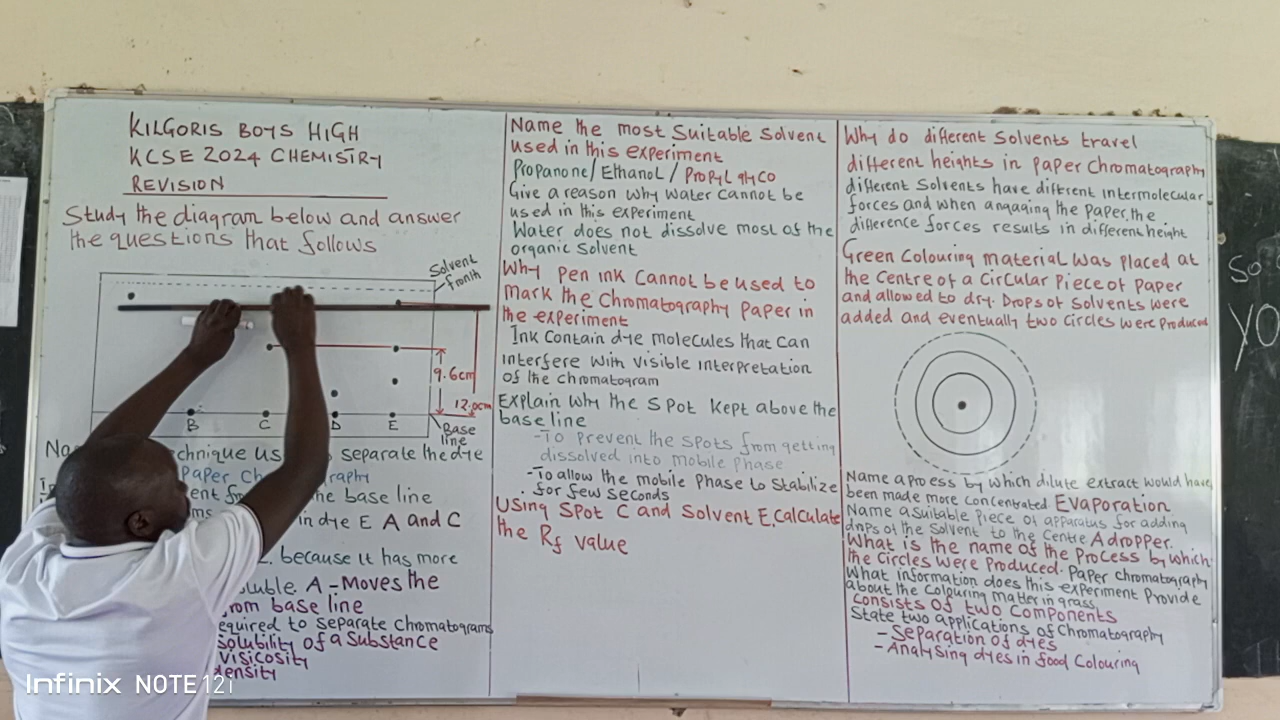 KILGORIS BOYS HIGH
KCSE 2024 CHEMISTRY
REVISION
Study the diagram below and answer
the questions that follows
Solvent
fronth
9.6cm
12.0cm
B C D E
Base
line
separate the dye
Paper
the base line
in dye E A and C
because it has more
A - Moves the
from base line
equired to separate chromatograms
Solubility of a Substance
Visicosity
density
Name the most Suitable Solvent
used in this experiment
Propanone/Ethanol/
Give a reason why water cannot be
used in this experiment
Water does not dissolve most of the
organic solvent
Why pen ink cannot be used to
mark the chromatography paper in
the experiment
Ink contain dye molecules that can
interfere with visible interpretation
of the chromatogram
Explain why the spot kept above the
base line
-To prevent the spots from getting
dissolved into mobile phase
-To allow the mobile phase to stabilize
for few seconds
Using spot C and Solvent E, Calculate
the Rf value
Why do different solvents travel
different heights in paper chromatography
different Solvents have diftrent intermolecular
forces and when angaging the paper, the
difference forces results in different height
Green colouring material was placed at
the Centre of a circular piece of paper
and allowed to dry. Drops of solvents were
added and eventually two circles were produced
Name a process by which dilute extract would have
been made more concentrated Evaporation
Name a suitable piece of apparatus for adding
drops of the solvent to the centre A dropper.
What is the name of the process by which
the circles were produced. Paper chromatography
What information does this experiment provide
about the colouring matter in grass
Consists of two components
State two applications of chromatography
- Separation of dyes
- Analysing dyes in food colouring
So
YO
Infinix NOTE 12i